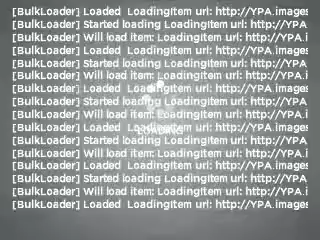 [BulkLoader] Loaded  LoadingItem url: http://YPA.images
[BulkLoader] Started loading LoadingItem url: http://YPA
[BulkLoader] Will load item: LoadingItem url: http://YPA.i
[BulkLoader] Loaded  LoadingItem url: http://YPA.images
[BulkLoader] Started loading LoadingItem url: http://YPA
[BulkLoader] Will load item: LoadingItem url: http://YPA.i
[BulkLoader] Loaded  LoadingItem url: http://YPA.images
[BulkLoader] Started loading LoadingItem url: http://YPA
[BulkLoader] Will load item: LoadingItem url: http://YPA.i
[BulkLoader] Loaded  LoadingItem url: http://YPA.images
LOADING
[BulkLoader] Started loading LoadingItem url: http://YPA
[BulkLoader] Will load item: LoadingItem url: http://YPA.i
[BulkLoader] Loaded  LoadingItem url: http://YPA.images
[BulkLoader] Started loading LoadingItem url: http://YPA
[BulkLoader] Will load item: LoadingItem url: http://YPA.i
[BulkLoader] Loaded  LoadingItem url: http://YPA.images